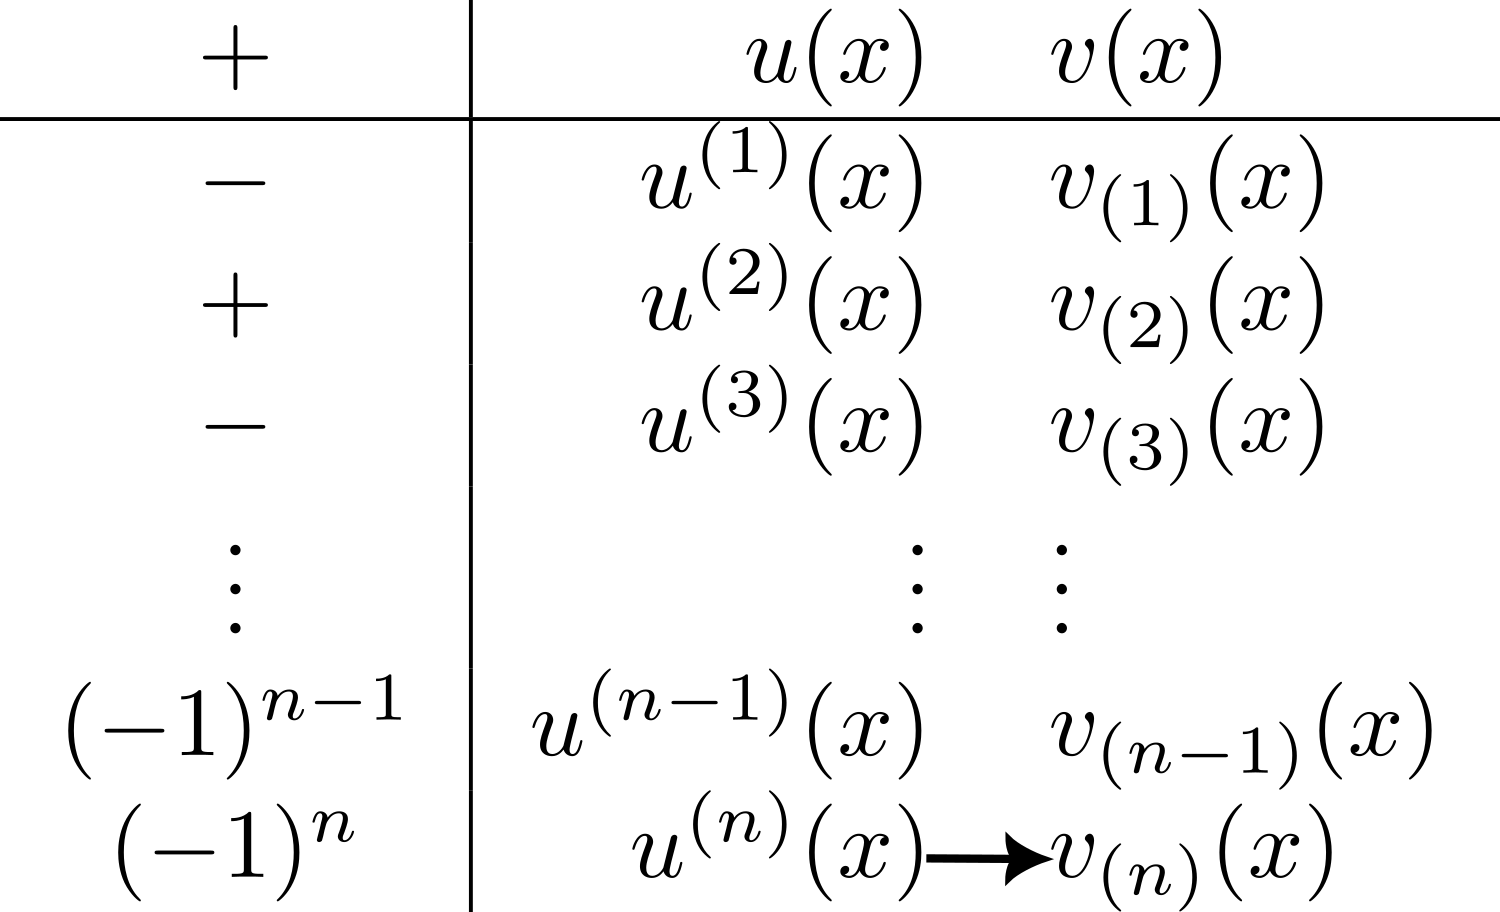 + u(x) v(x)
− u^{(1)}(x) v_{(1)}(x)
+ u^{(2)}(x) v_{(2)}(x)
− u^{(3)}(x) v_{(3)}(x)
⋮ ⋮ ⋮
(−1)^{n−1} u^{(n−1)}(x) v_{(n−1)}(x)
(−1)^{n} u^{(n)}(x) → v_{(n)}(x)